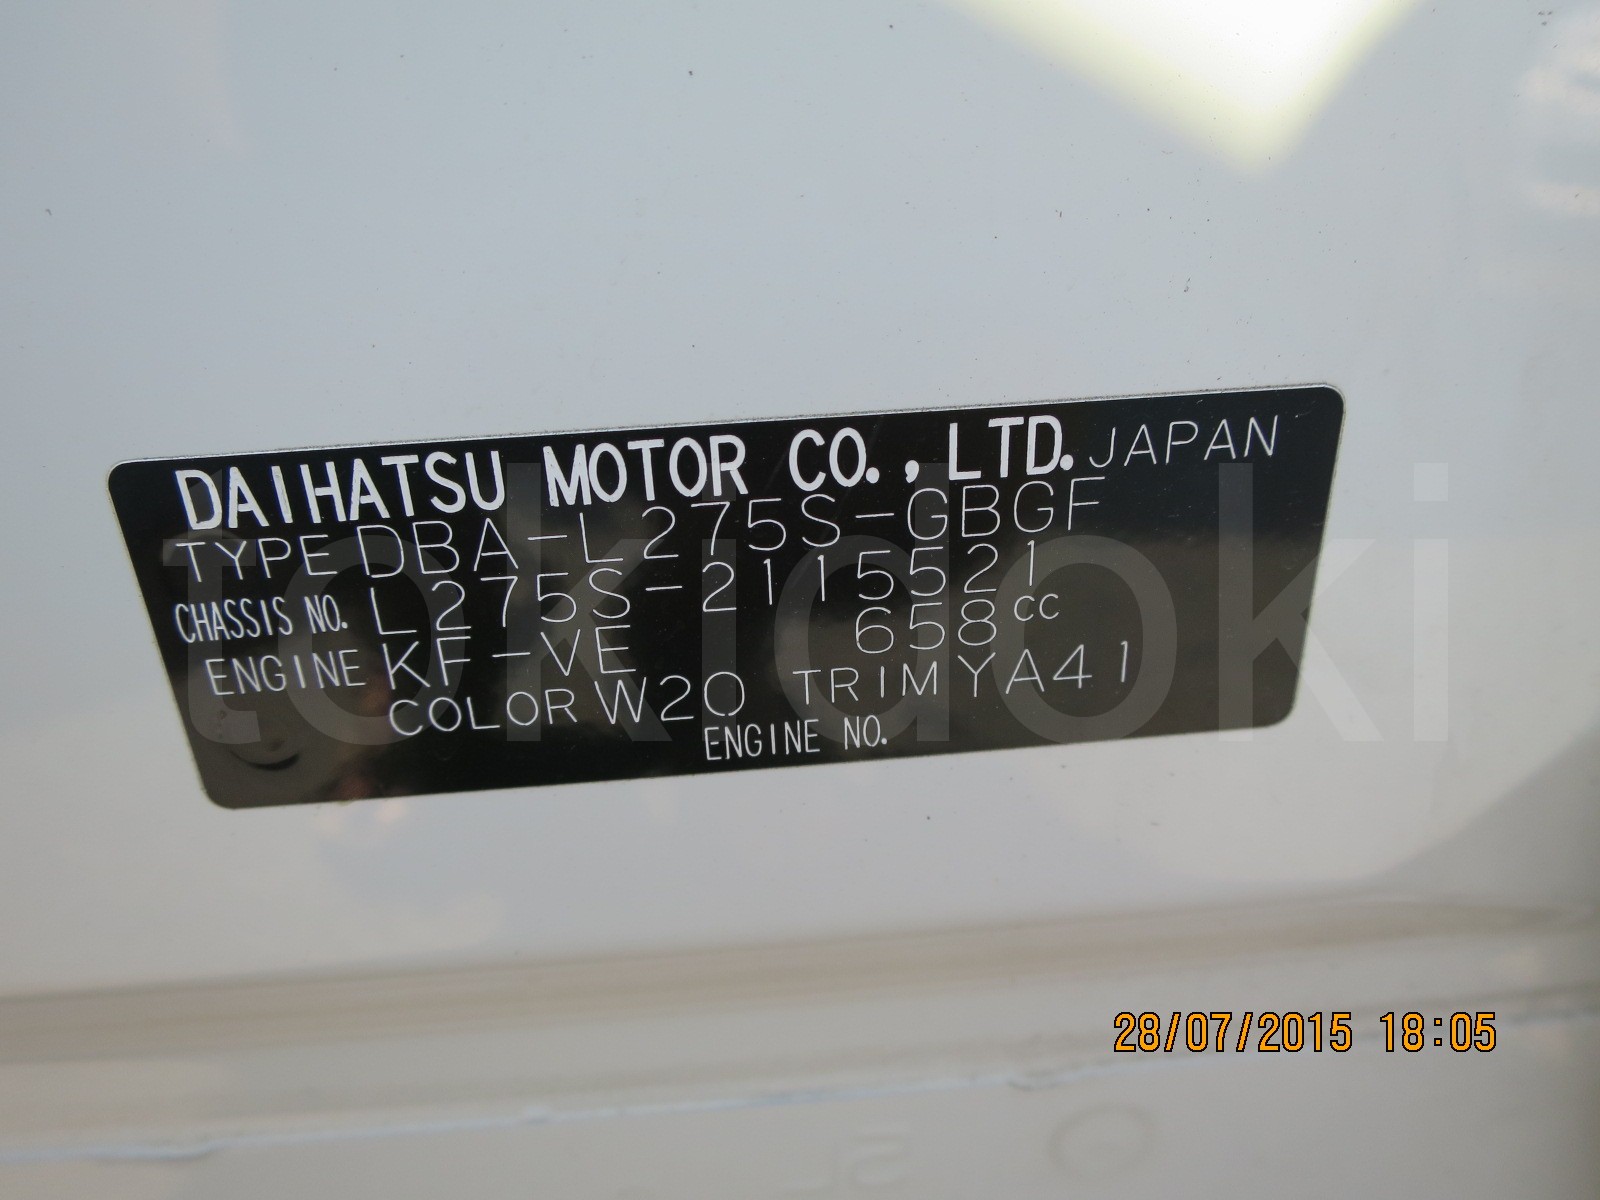 DAIHATSU MOTOR CO., LTD. JAPAN
TYPE DBA-L275S-GBGF
CHASSIS NO. L275S-2115521
ENGINE KF-VE 658cc
COLOR W20 TRIM YA41
ENGINE NO.
tokidoki
28/07/2015 18:05